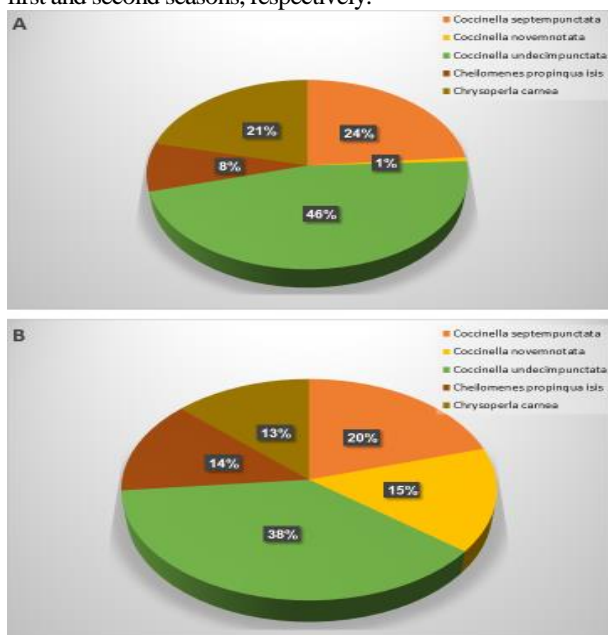 first and second seasons, respectively.
A
Coccinella septempunctata
Coccinella novemnotata
Coccinella undecimpunctata
Cheilomenes propinqua isis
Chrysoperla carnea
21%
24%
1%
8%
46%
B
Coccinella septempunctata
Coccinella novemnotata
Coccinella undecimpunctata
Cheilomenes propinqua isis
Chrysoperla carnea
13%
20%
14%
15%
38%